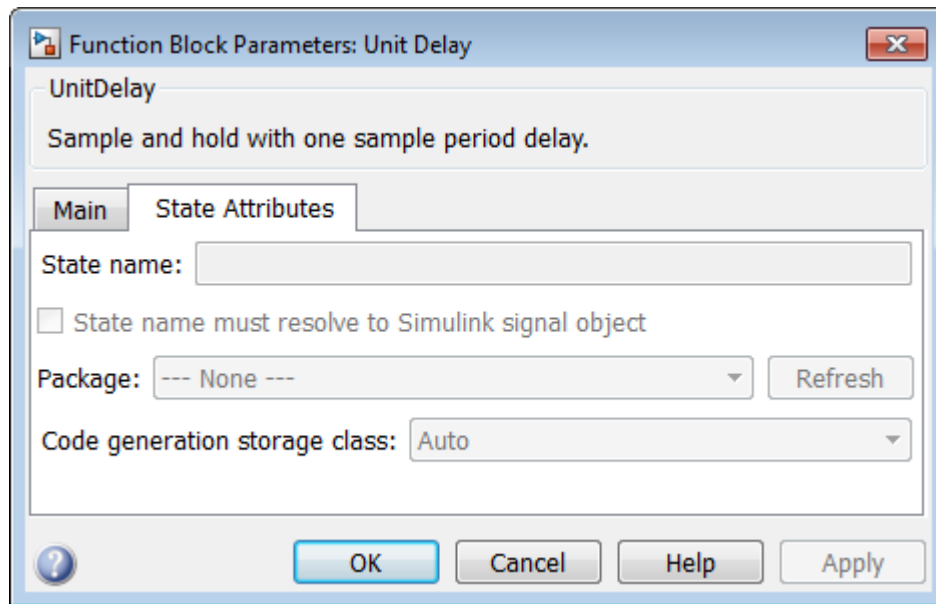 Function Block Parameters: Unit Delay
UnitDelay
Sample and hold with one sample period delay.
Main State Attributes
State name:
State name must resolve to Simulink signal object
Package: --- None --- Refresh
Code generation storage class: Auto
? OK Cancel Help Apply